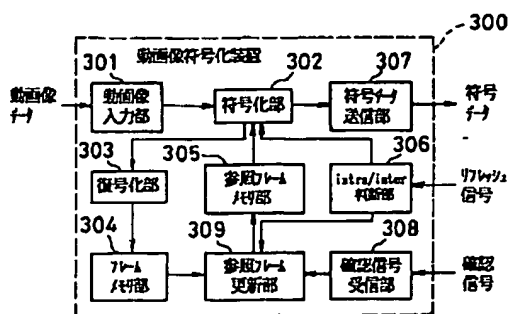 300
動画像符号化装置
301
302
307
動画像
データ
動画像
入力部
符号化部
符号データ
送信部
符号
データ
303
305
306
復号化部
参照フレーム
メモリ部
intra/inter
判断部
リフレッシュ
信号
304
309
308
フレーム
メモリ部
参照フレーム
更新部
確認信号
受信部
確認
信号